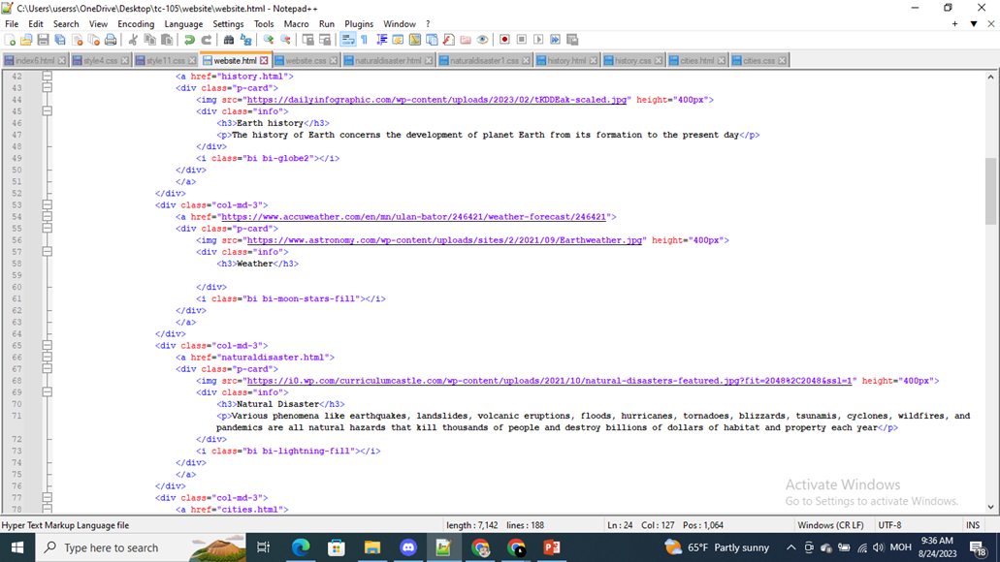 C:\Users\userss\OneDrive\Desktop\tc-105\website\website.html - Notepad++
File Edit Search View Encoding Language Settings Tools Macro Run Plugins Window ?
index6.html style4.css style11.css website.html website.css naturaldisaster.html naturaldisaster1.css history.html history.css cities.html cities.css
42 <a href="history.html">
43 <div class="p-card">
44 <img src="https://dailyinfographic.com/wp-content/uploads/2023/02/tKDDEak-scaled.jpg" height="400px">
45 <div class="info">
46 <h3>Earth history</h3>
47 <p>The history of Earth concerns the development of planet Earth from its formation to the present day</p>
48 </div>
49 <i class="bi bi-globe2"></i>
50 </div>
51 </a>
52 </div>
53 <div class="col-md-3">
54 <a href="https://www.accuweather.com/en/mn/ulan-bator/246421/weather-forecast/246421">
55 <div class="p-card">
56 <img src="https://www.astronomy.com/wp-content/uploads/sites/2/2021/09/Earthweather.jpg" height="400px">
57 <div class="info">
58 <h3>Weather</h3>
59
60 </div>
61 <i class="bi bi-moon-stars-fill"></i>
62 </div>
63 </a>
64 </div>
65 <div class="col-md-3">
66 <a href="naturaldisaster.html">
67 <div class="p-card">
68 <img src="https://i0.wp.com/curriculumcastle.com/wp-content/uploads/2021/10/natural-disasters-featured.jpg?fit=2048%2C2048&ssl=1" height="400px">
69 <div class="info">
70 <h3>Natural Disaster</h3>
71 <p>Various phenomena like earthquakes, landslides, volcanic eruptions, floods, hurricanes, tornadoes, blizzards, tsunamis, cyclones, wildfires, and
pandemics are all natural hazards that kill thousands of people and destroy billions of dollars of habitat and property each year</p>
72 </div>
73 <i class="bi bi-lightning-fill"></i>
74 </div>
75 </a>
76 </div>
77 <div class="col-md-3">
78 <a href="cities.html">
Activate Windows
Go to Settings to activate Windows.
Hyper Text Markup Language file length : 7,142 lines : 188 Ln : 24 Col : 127 Pos : 1,064 Windows (CR LF) UTF-8 INS
Type here to search 65°F Partly sunny МОН 9:36 AM
8/24/2023 18